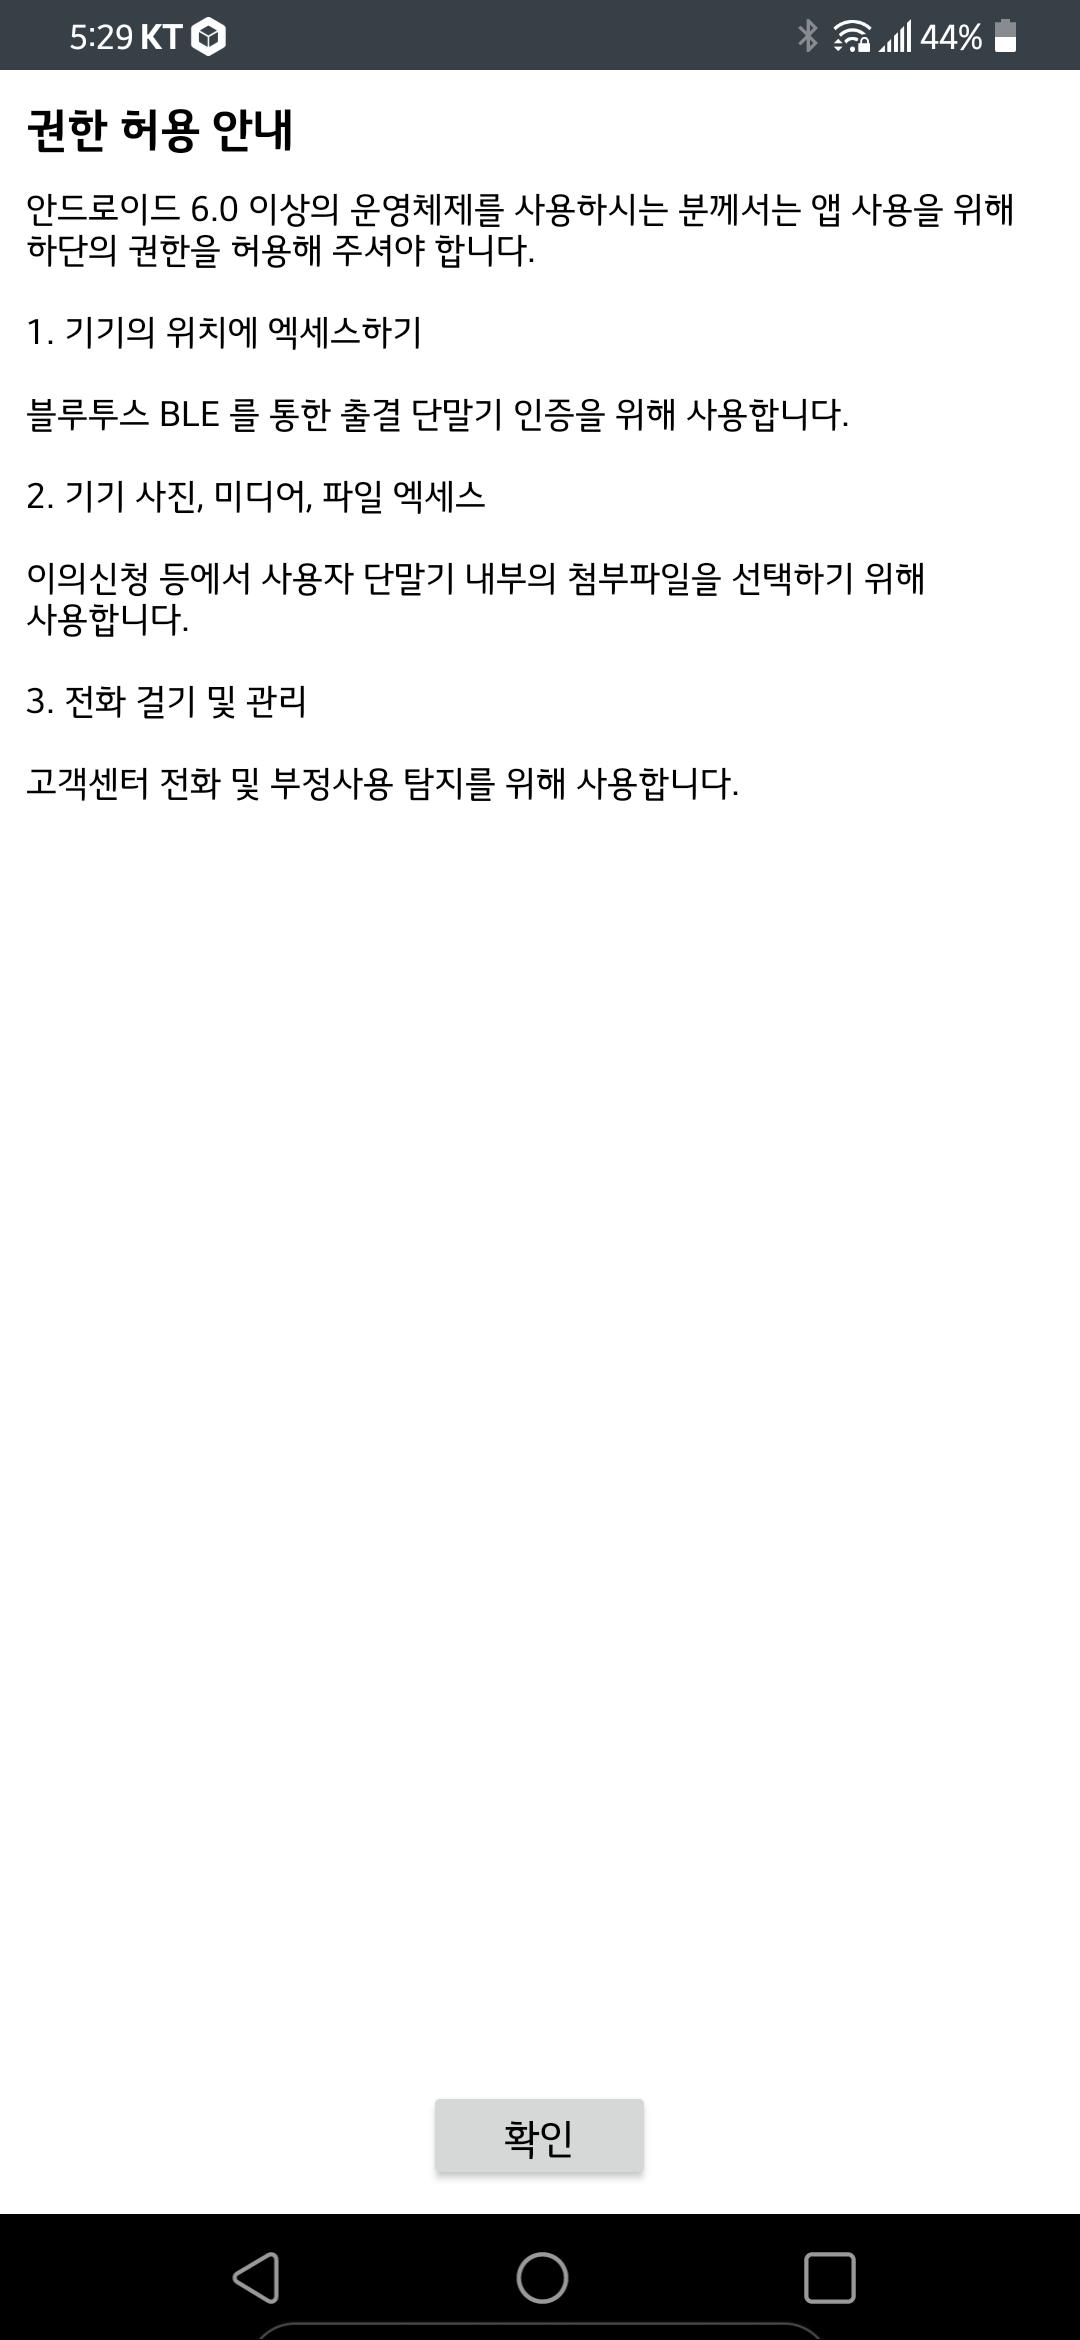 5:29 KT 44%
권한 허용 안내
안드로이드 6.0 이상의 운영체제를 사용하시는 분께서는 앱 사용을 위해
하단의 권한을 허용해 주셔야 합니다.
1. 기기의 위치에 엑세스하기
블루투스 BLE 를 통한 출결 단말기 인증을 위해 사용합니다.
2. 기기 사진, 미디어, 파일 엑세스
이의신청 등에서 사용자 단말기 내부의 첨부파일을 선택하기 위해
사용합니다.
3. 전화 걸기 및 관리
고객센터 전화 및 부정사용 탐지를 위해 사용합니다.
확인